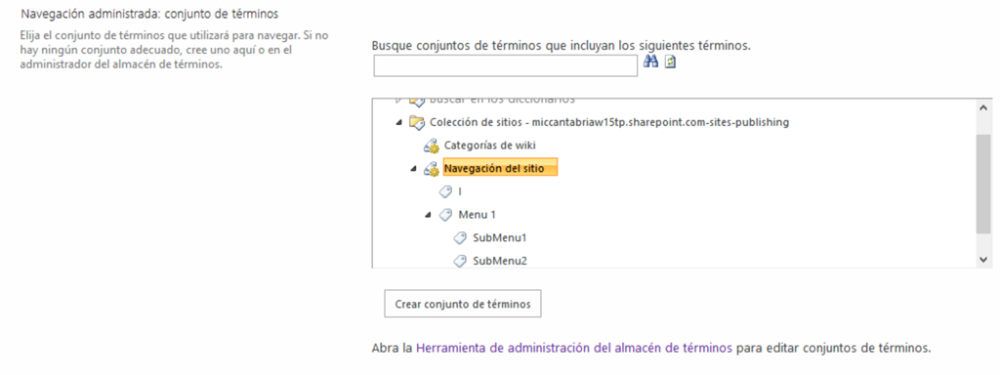 Navegación administrada: conjunto de términos
Elija el conjunto de términos que utilizará para navegar. Si no
hay ningún conjunto adecuado, cree uno aquí o en el
administrador del almacén de términos.
Busque conjuntos de términos que incluyan los siguientes términos.
Buscar en los diccionarios
Colección de sitios - miccantabriaw15tp.sharepoint.com-sites-publishing
Categorías de wiki
Navegación del sitio
I
Menu 1
SubMenu1
SubMenu2
Crear conjunto de términos
Abra la Herramienta de administración del almacén de términos para editar conjuntos de términos.